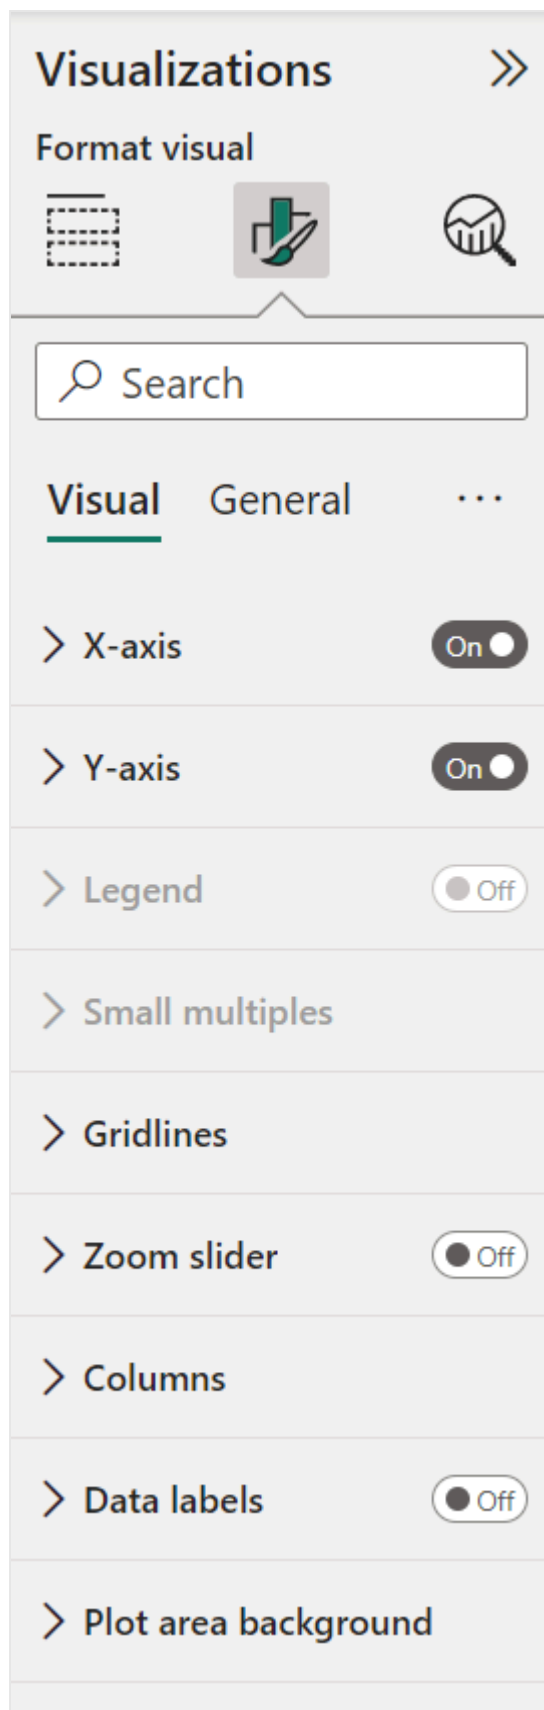 Visualizations
Format visual
Search
Visual General ...
X-axis On
Y-axis On
Legend Off
Small multiples
Gridlines
Zoom slider Off
Columns
Data labels Off
Plot area background